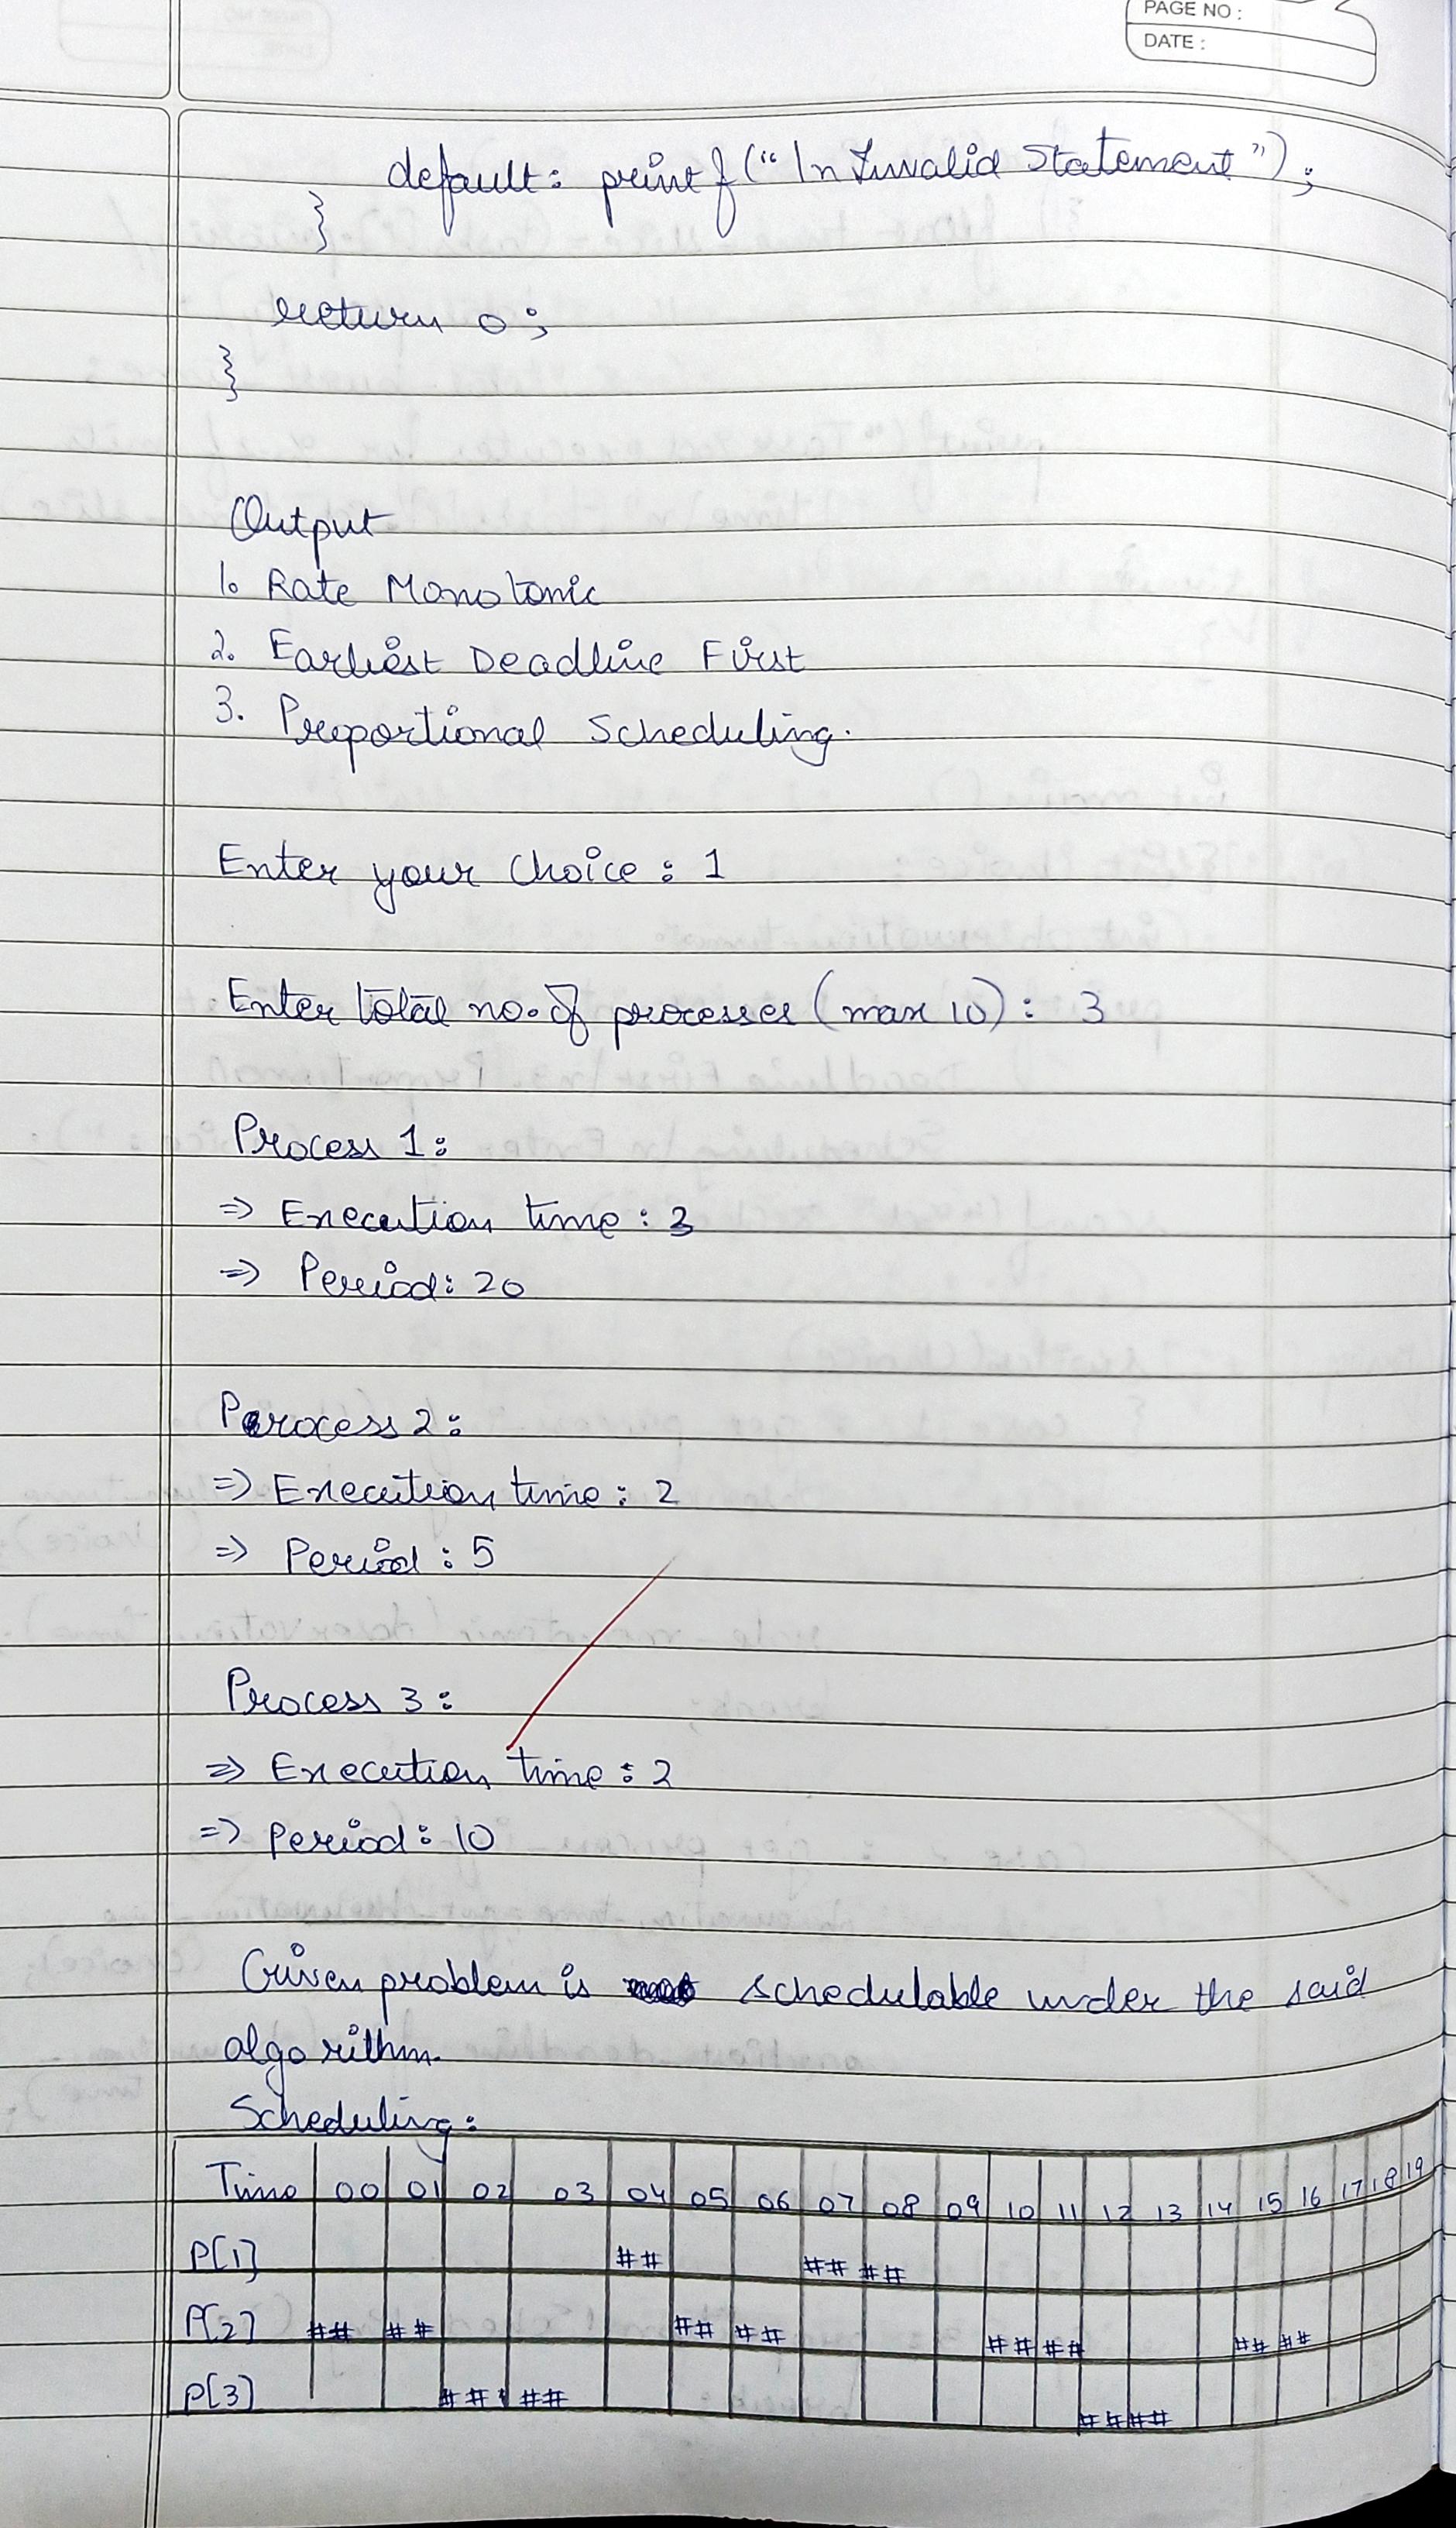 PAGE NO :
DATE :
default: printf("\n Invalid Statement");
}
return 0;
}
Output
1. Rate Monotonic
2. Earliest Deadline First
3. Proportional Scheduling.
Enter your choice : 1
Enter total no. of processes (max 10) : 3
Process 1:
=> Execution time : 3
=> Period: 20
Process 2:
=> Execution time : 2
=> Period : 5
Process 3 :
=> Execution time : 2
=> Period : 10
Given problem is schedulable under the said
algorithm.
Scheduling:
Time 00 01 02 03 04 05 06 07 08 09 10 11 12 13 14 15 16 17 18 19
P[1] ## ## ##
P[2] ## ## ## ## ## ## ## ##
P[3] ## ## ## ##